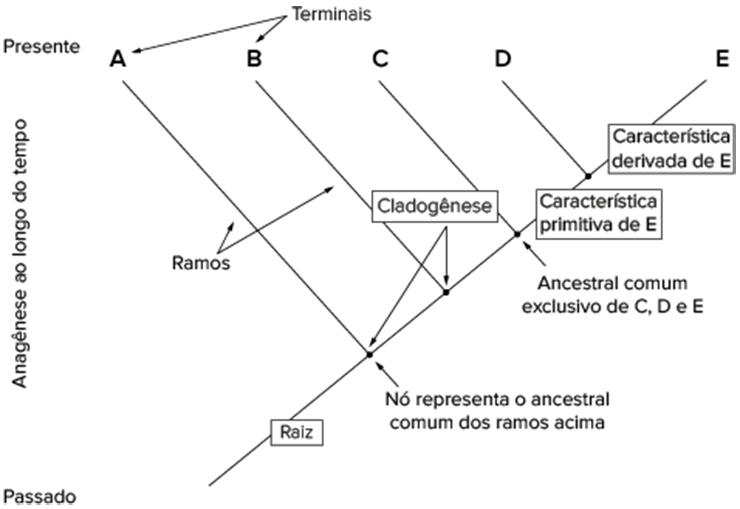 Terminais
Presente
A
B
C
D
E
Característica
derivada de E
Característica
primitiva de E
Cladogênese
Ramos
Anagênese ao longo do tempo
Ancestral comum
exclusivo de C, D e E
Nó representa o ancestral
comum dos ramos acima
Raiz
Passado